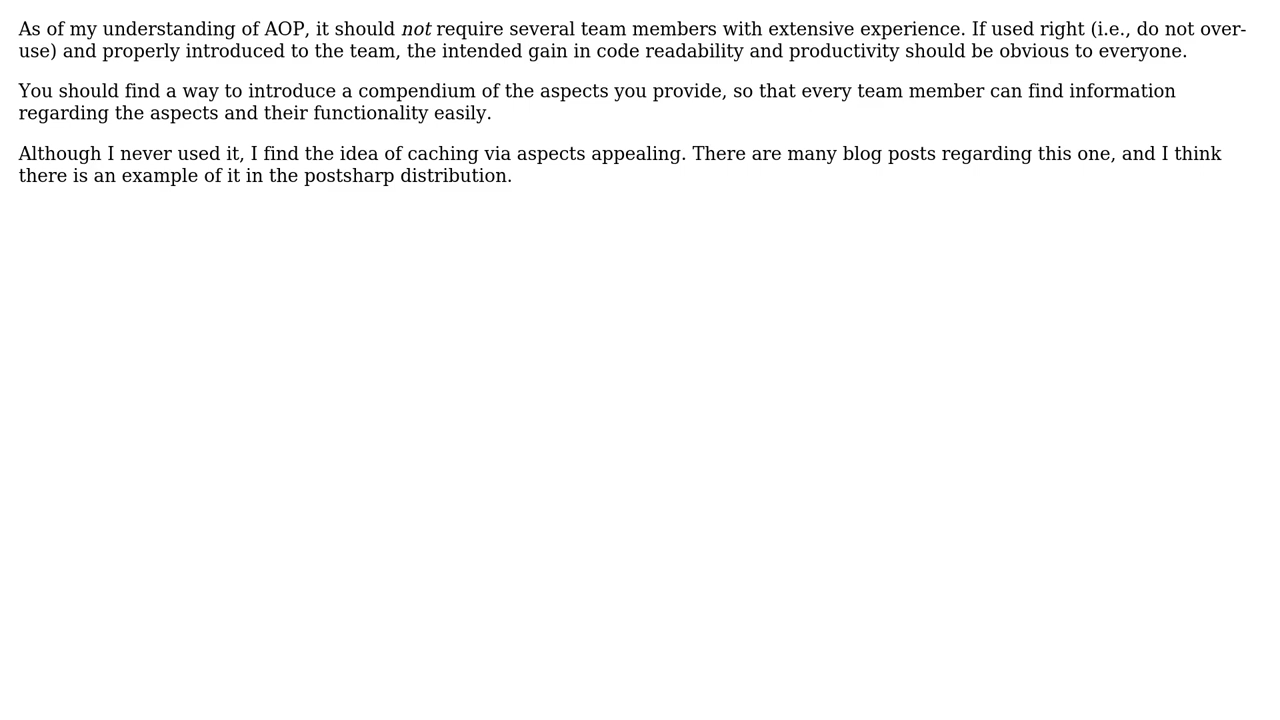 As of my understanding of AOP, it should not require several team members with extensive experience. If used right (i.e., do not over-
use) and properly introduced to the team, the intended gain in code readability and productivity should be obvious to everyone.
You should find a way to introduce a compendium of the aspects you provide, so that every team member can find information
regarding the aspects and their functionality easily.
Although I never used it, I find the idea of caching via aspects appealing. There are many blog posts regarding this one, and I think
there is an example of it in the postsharp distribution.